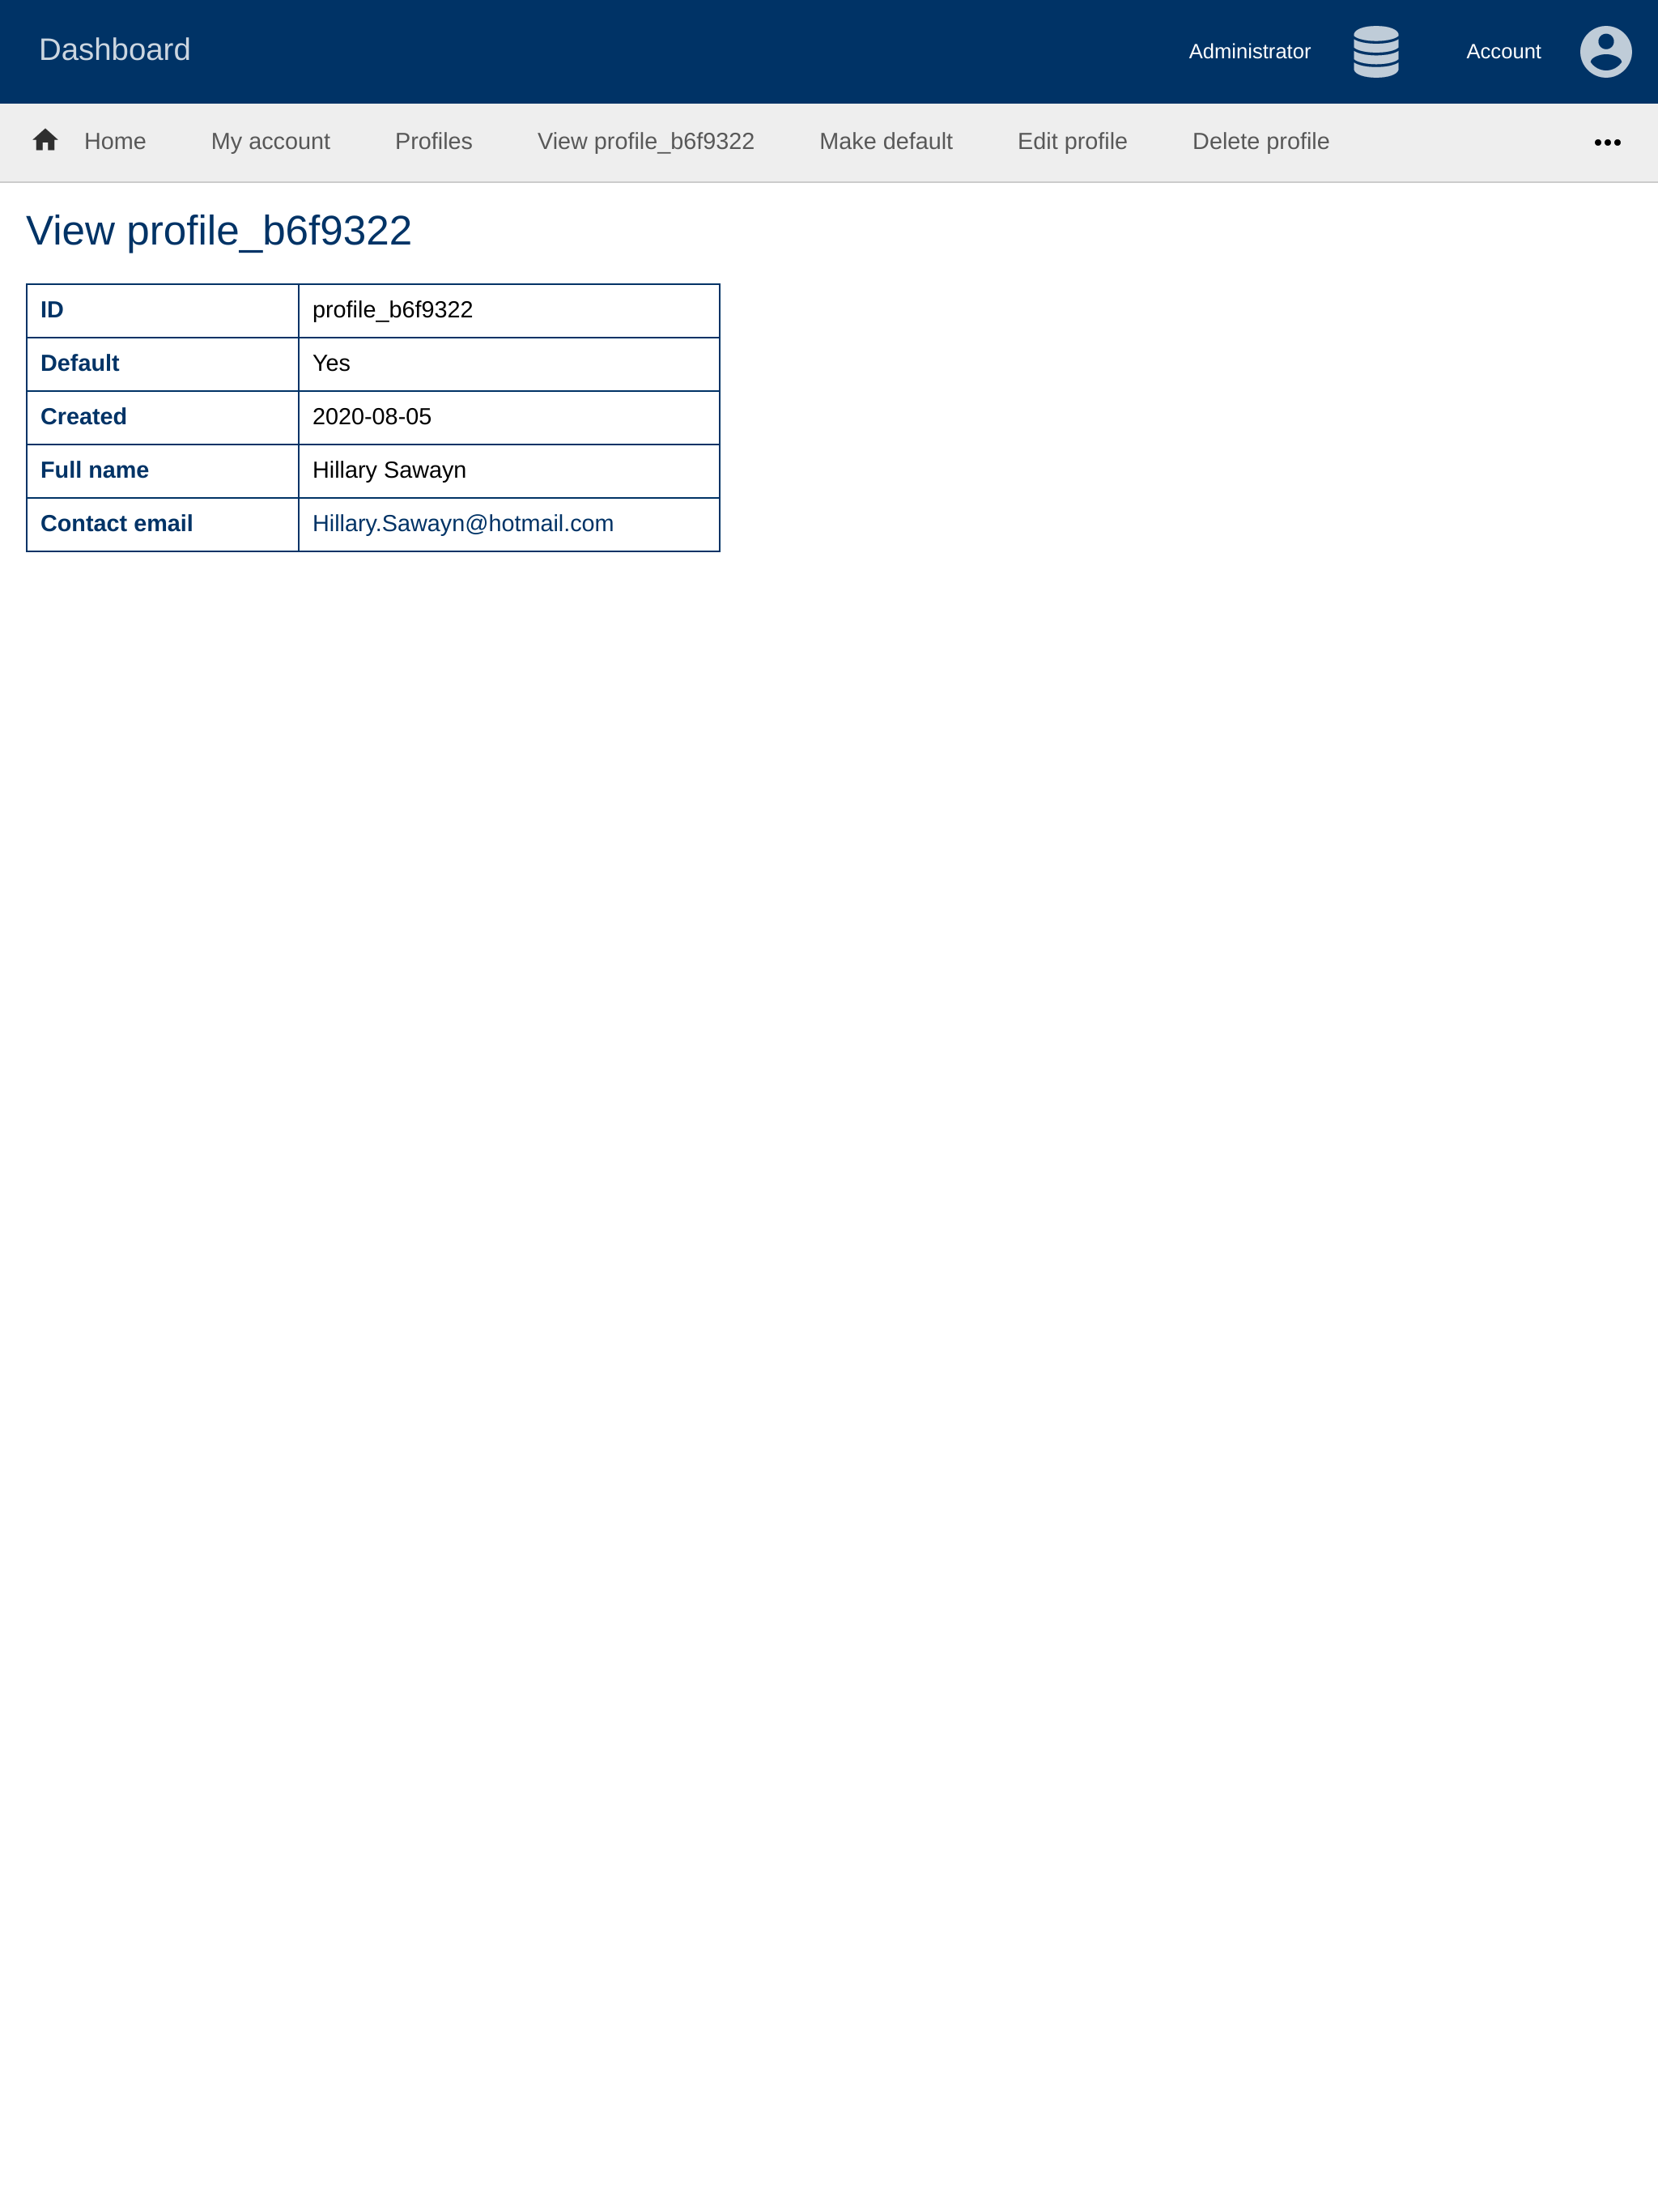 Dashboard Administrator Account
Home My account Profiles View profile_b6f9322 Make default Edit profile Delete profile
View profile_b6f9322
ID profile_b6f9322
Default Yes
Created 2020-08-05
Full name Hillary Sawayn
Contact email Hillary.Sawayn@hotmail.com